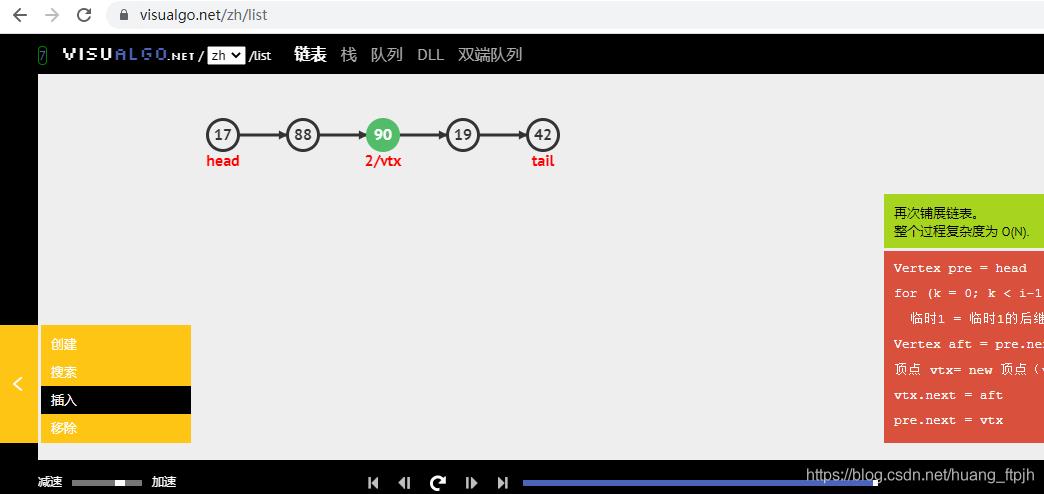 visualgo.net/zh/list
7 VISUALGO.NET / zh /list 链表 栈 队列 DLL 双端队列
17 88 90 19 42
head 2/vtx tail
再次铺展链表。
整个过程复杂度为 O(N).
Vertex pre = head
for (k = 0; k < i-1
临时1 = 临时1的后继
Vertex aft = pre.nex
顶点 vtx= new 顶点 (v
vtx.next = aft
pre.next = vtx
创建
搜索
插入
移除
减速 加速
https://blog.csdn.net/huang_ftpjh